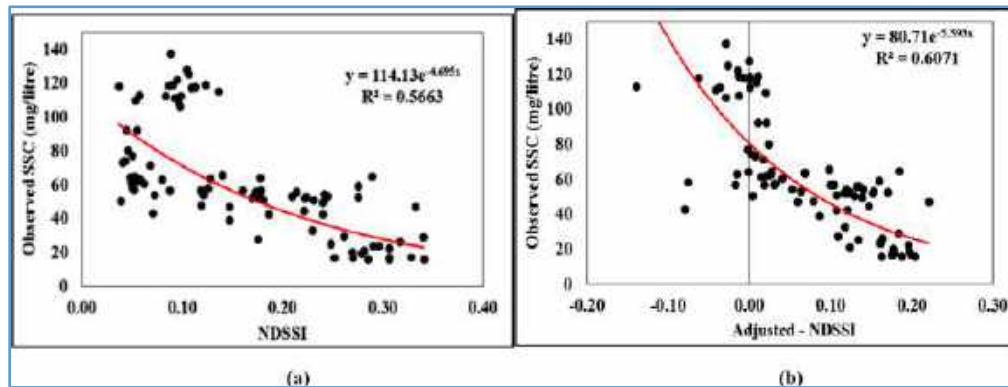 140
120
100
80
60
40
20
0
Observed SSC (mg/litre)
y = 114.13e^-4.695x
R² = 0.5663
0.00 0.10 0.20 0.30 0.40
NDSSI
(a)
140
120
100
80
60
40
20
0
Observed SSC (mg/litre)
y = 80.71e^-5.593x
R² = 0.6071
-0.20 -0.10 0.00 0.10 0.20 0.30
Adjusted - NDSSI
(b)